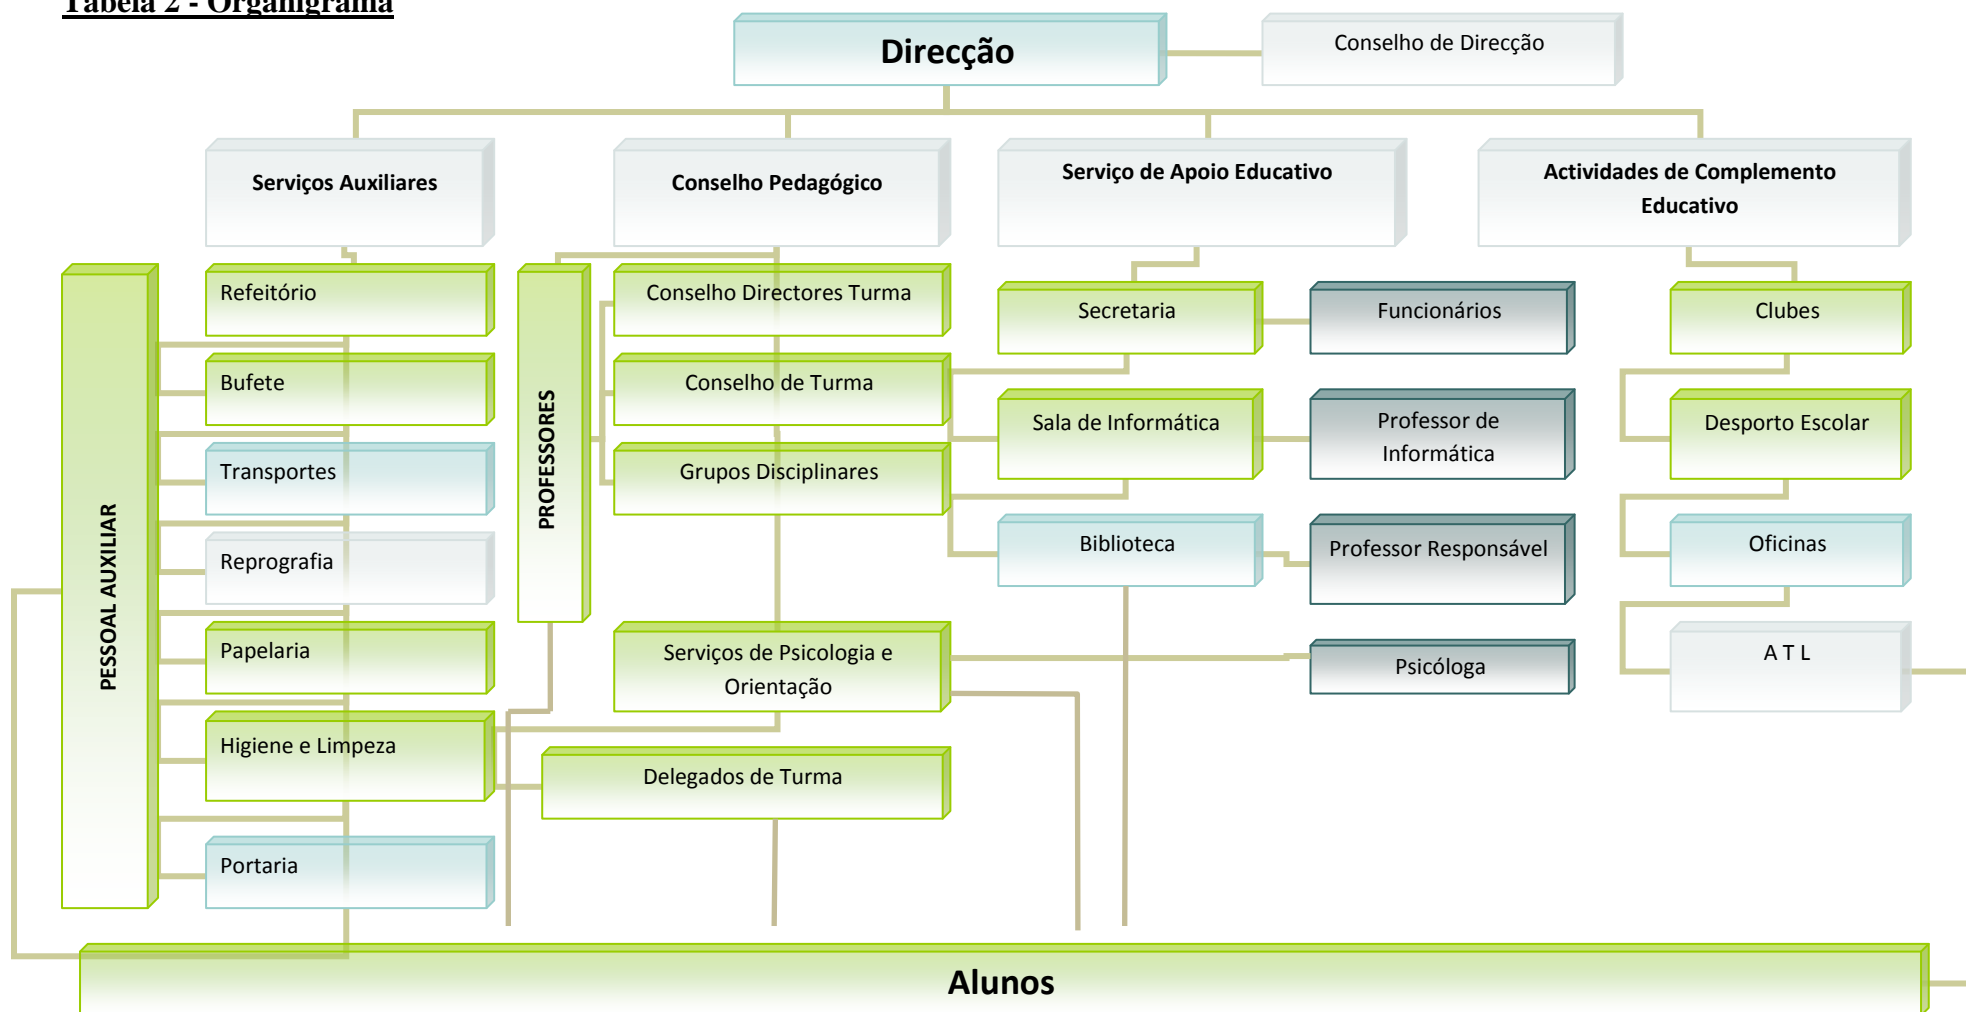 Tabela 2 - Organigrama
Direcção
Conselho de Direcção
Serviços Auxiliares
Conselho Pedagógico
Serviço de Apoio Educativo
Actividades de Complemento
Educativo
PESSOAL AUXILIAR
Refeitório
Bufete
Transportes
Reprografia
Papelaria
Higiene e Limpeza
Portaria
PROFESSORES
Conselho Directores Turma
Conselho de Turma
Grupos Disciplinares
Serviços de Psicologia e
Orientação
Delegados de Turma
Secretaria
Funcionários
Sala de Informática
Professor de
Informática
Biblioteca
Professor Responsável
Psicóloga
Clubes
Desporto Escolar
Oficinas
A T L
Alunos